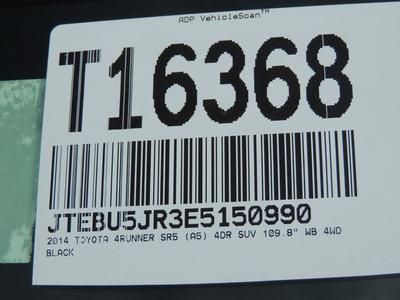 ADP VehicleScan™
T16368
JTEBU5JR3E5150990
2014 TOYOTA 4RUNNER SR5 (A5) 4DR SUV 109.8" WB 4WD
BLACK